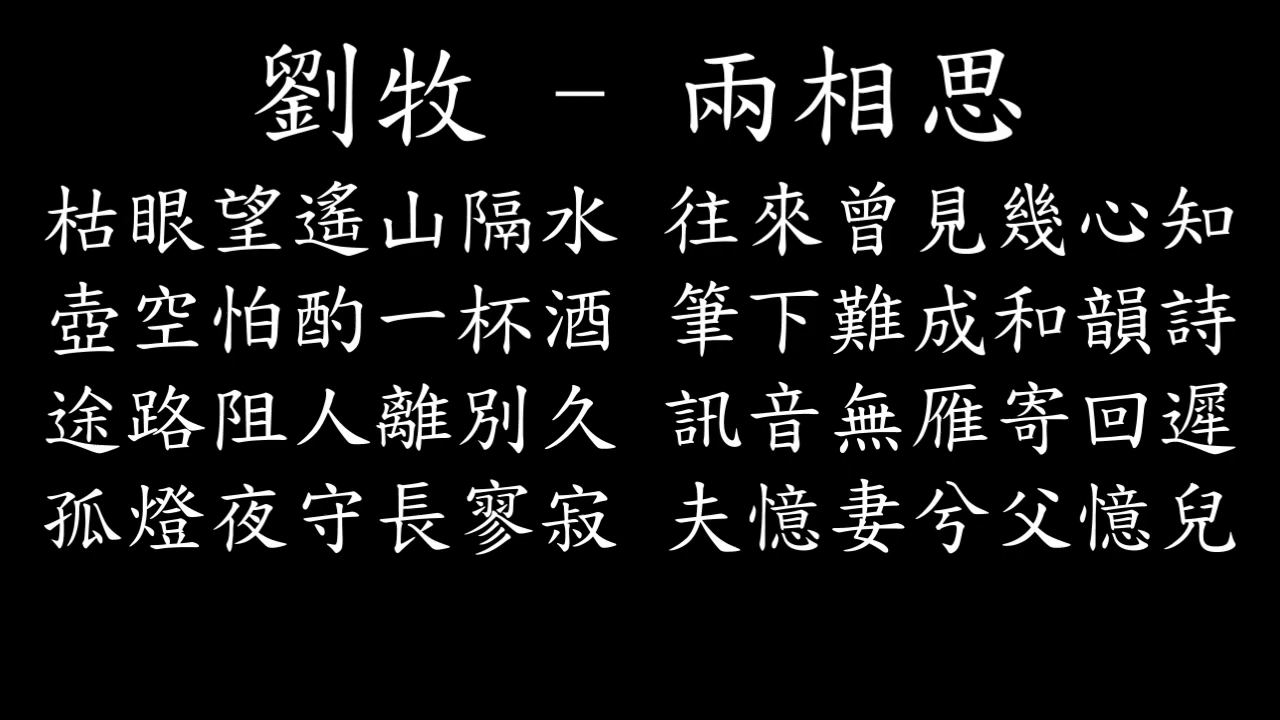 劉牧 - 兩相思
枯眼望遙山隔水 往來曾見幾心知
壺空怕酌一杯酒 筆下難成和韻詩
途路阻人離別久 訊音無雁寄回遲
孤燈夜守長寥寂 夫憶妻兮父憶兒